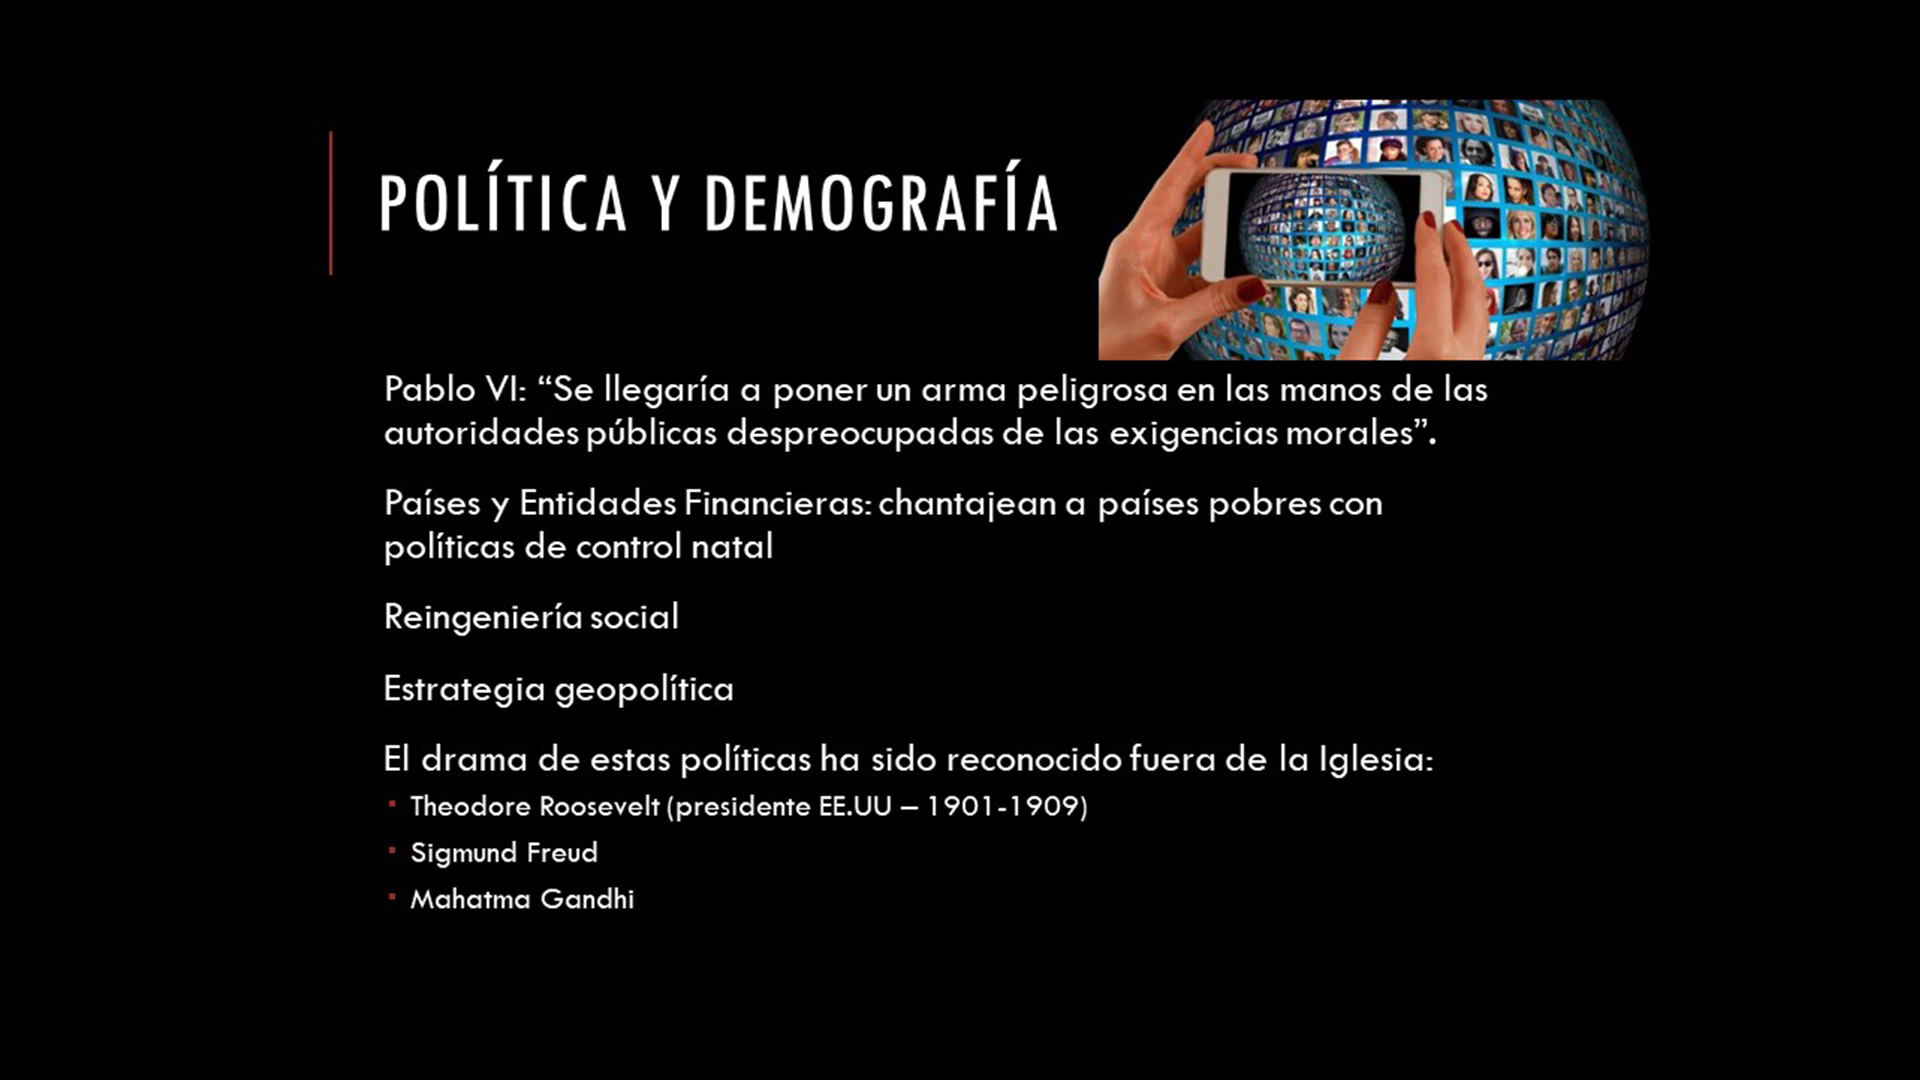 POLÍTICA Y DEMOGRAFÍA
Pablo VI: “Se llegaría a poner un arma peligrosa en las manos de las
autoridades públicas despreocupadas de las exigencias morales”.
Países y Entidades Financieras: chantajean a países pobres con
políticas de control natal
Reingeniería social
Estrategia geopolítica
El drama de estas políticas ha sido reconocido fuera de la Iglesia:
▪ Theodore Roosevelt (presidente EE.UU – 1901-1909)
▪ Sigmund Freud
▪ Mahatma Gandhi